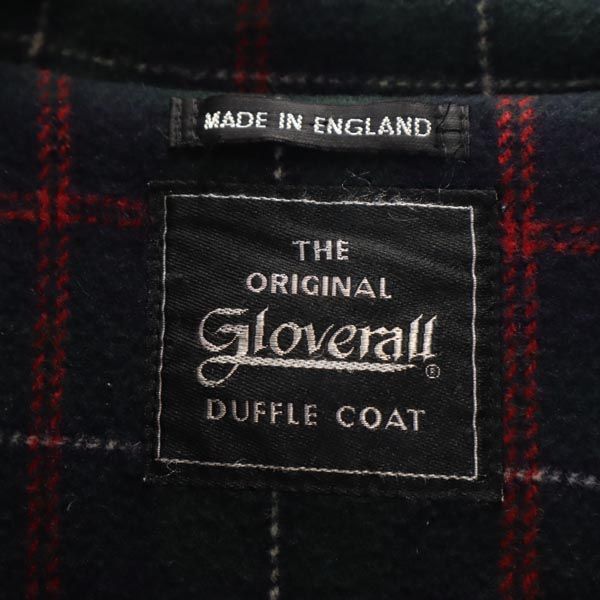 MADE IN ENGLAND
THE
ORIGINAL
Gloverall®
DUFFLE COAT